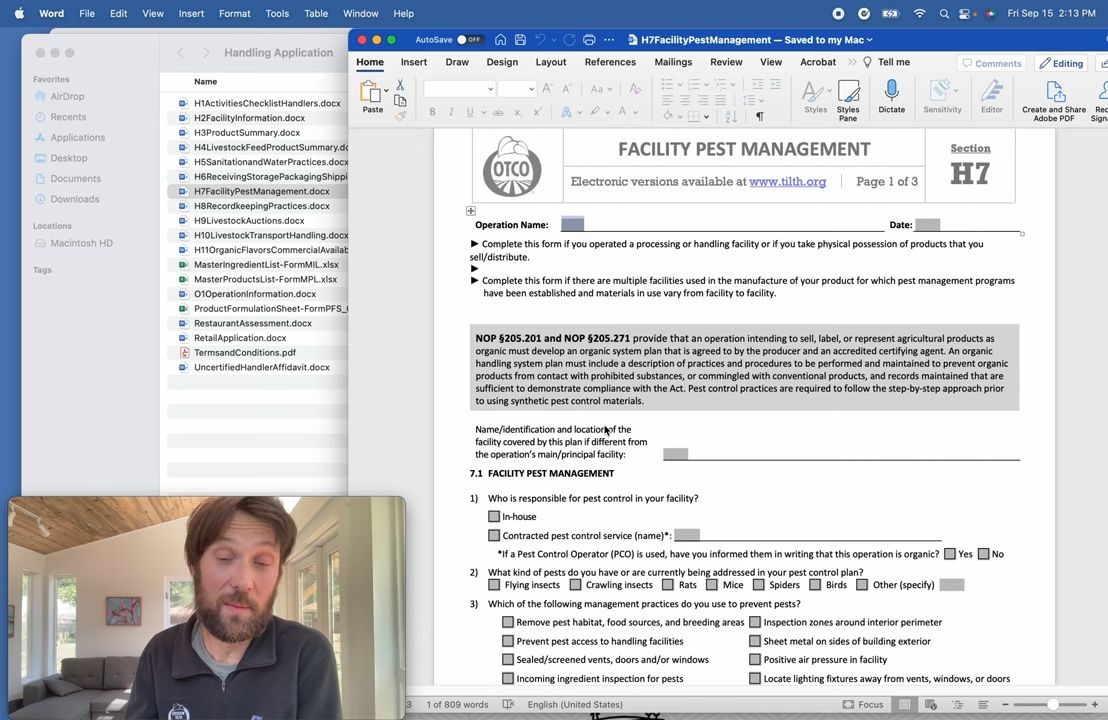 Word File Edit View Insert Format Tools Table Window Help Fri Sep 15 2:13 PM
Handling Application
AutoSave OFF H7FacilityPestManagement — Saved to my Mac
Home Insert Draw Design Layout References Mailings Review View Acrobat Tell me Comments Editing
Paste
Aa
B I U ab x A A
Styles
Styles Pane
Dictate
Sensitivity
Editor
Create and Share Adobe PDF
Favorites
AirDrop
Recents
Applications
Desktop
Documents
Downloads
Locations
Macintosh HD
Tags
Name
H1ActivitiesChecklistHandlers.docx
H2FacilityInformation.docx
H3ProductSummary.docx
H4LivestockFeedProductSummary.do
H5SanitationandWaterPractices.docx
H6ReceivingStoragePackagingShippi
H7FacilityPestManagement.docx
H8RecordkeepingPractices.docx
H9LivestockAuctions.docx
H10LivestockTransportHandling.docx
H11OrganicFlavorsCommercialAvailab
MasterIngredientList-FormMIL.xlsx
MasterProductsList-FormMPL.xlsx
O1OperationInformation.docx
ProductFormulationSheet-FormPFS_
RestaurantAssessment.docx
RetailApplication.docx
TermsandConditions.pdf
UncertifiedHandlerAffidavit.docx
OTCO
FACILITY PEST MANAGEMENT
Electronic versions available at www.tilth.org Page 1 of 3
Section
H7
Operation Name: Date:
► Complete this form if you operated a processing or handling facility or if you take physical possession of products that you
sell/distribute.
►
► Complete this form if there are multiple facilities used in the manufacture of your product for which pest management programs
have been established and materials in use vary from facility to facility.
NOP §205.201 and NOP §205.271 provide that an operation intending to sell, label, or represent agricultural products as
organic must develop an organic system plan that is agreed to by the producer and an accredited certifying agent. An organic
handling system plan must include a description of practices and procedures to be performed and maintained to prevent organic
products from contact with prohibited substances, or commingled with conventional products, and records maintained that are
sufficient to demonstrate compliance with the Act. Pest control practices are required to follow the step-by-step approach prior
to using synthetic pest control materials.
Name/identification and location of the
facility covered by this plan if different from
the operation's main/principal facility:
7.1 FACILITY PEST MANAGEMENT
1) Who is responsible for pest control in your facility?
In-house
Contracted pest control service (name)*:
*If a Pest Control Operator (PCO) is used, have you informed them in writing that this operation is organic? Yes No
2) What kind of pests do you have or are currently being addressed in your pest control plan?
Flying insects Crawling insects Rats Mice Spiders Birds Other (specify)
3) Which of the following management practices do you use to prevent pests?
Remove pest habitat, food sources, and breeding areas Inspection zones around interior perimeter
Prevent pest access to handling facilities Sheet metal on sides of building exterior
Sealed/screened vents, doors and/or windows Positive air pressure in facility
Incoming ingredient inspection for pests Locate lighting fixtures away from vents, windows, or doors
3 1 of 809 words English (United States) Focus